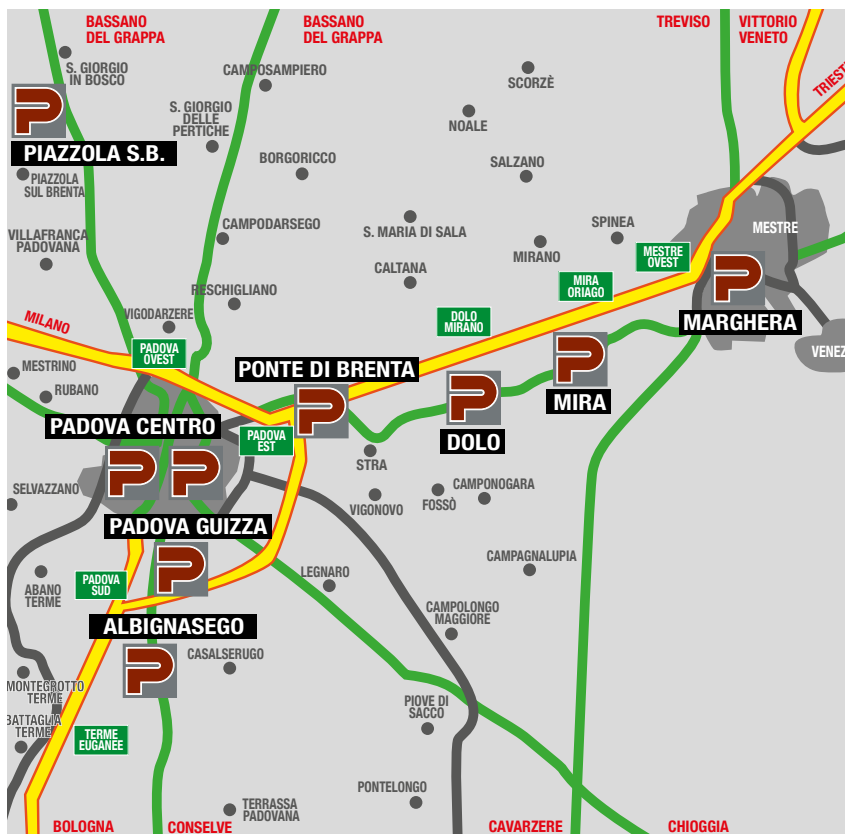 BASSANO
DEL GRAPPA
BASSANO
DEL GRAPPA
TREVISO
VITTORIO
VENETO
TRIESTE
S. GIORGIO
IN BOSCO
CAMPOSAMPIERO
SCORZÈ
S. GIORGIO
DELLE
PERTICHE
NOALE
PIAZZOLA S.B.
BORGORICCO
SALZANO
PIAZZOLA
SUL BRENTA
VILLAFRANCA
PADOVANA
CAMPODARSEGO
S. MARIA DI SALA
SPINEA
MESTRE
MIRANO
CALTANA
MESTRE
OVEST
MIRA
ORIAGO
RESCHIGLIANO
VIGODARZERE
DOLO
MIRANO
MARGHERA
MILANO
PADOVA
OVEST
VENEZ
MESTRINO
PONTE DI BRENTA
RUBANO
MIRA
PADOVA CENTRO
PADOVA
EST
DOLO
STRA
SELVAZZANO
VIGONOVO
FOSSÒ
CAMPONOGARA
PADOVA GUIZZA
CAMPAGNALUPIA
ABANO
TERME
PADOVA
SUD
LEGNARO
CAMPOLONGO
MAGGIORE
ALBIGNASEGO
CASALSERUGO
MONTEGROTTO
TERME
PIOVE DI
SACCO
BATTAGLIA
TERME
TERME
EUGANEE
PONTELONGO
TERRASSA
PADOVANA
BOLOGNA
CONSELVE
CAVARZERE
CHIOGGIA